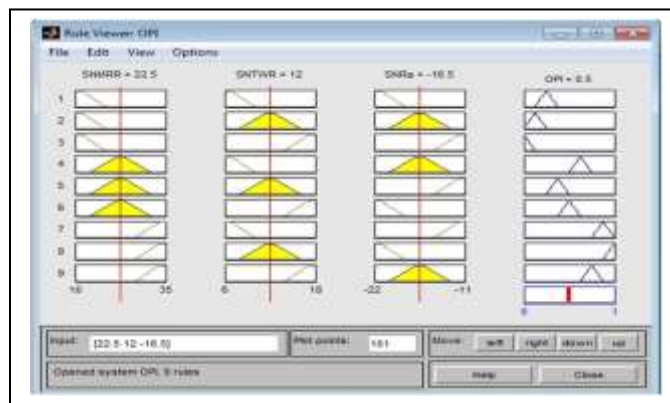 Rule Viewer: OPI
File Edit View Options
SNMRR = 22.5 SNTWR = 12 SNRa = -16.5 OPI = 0.5
1
2
3
4
5
6
7
8
9
10 35 6 18 -22 -11
0 1
Input: [22.5 12 -16.5] Plot points: 101 Move: left right down up
Opened system OPI, 9 rules Help Close